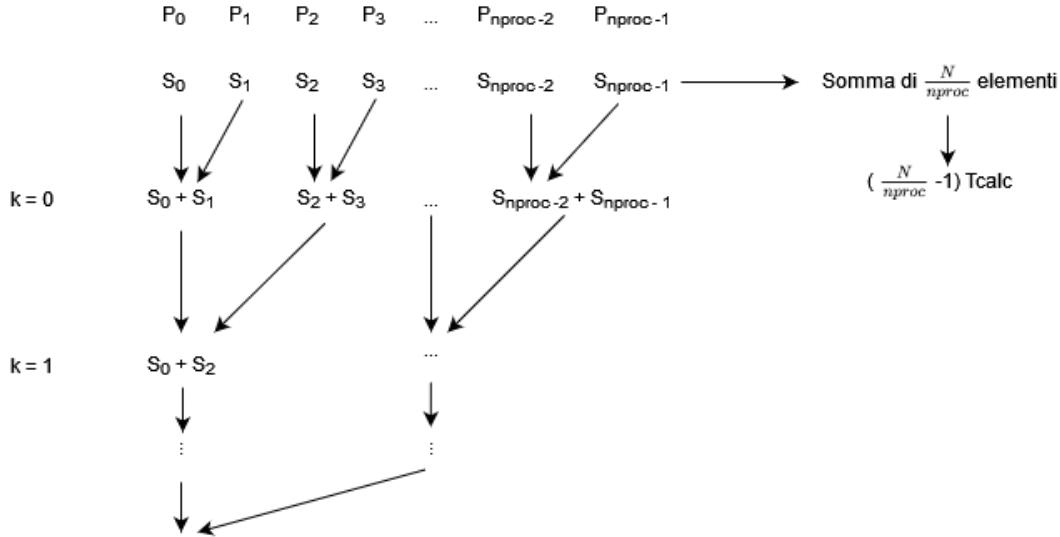 P0 P1 P2 P3 ... Pnproc-2 Pnproc-1
S0 S1 S2 S3 ... Snproc-2 Snproc-1 Somma di N/nproc elementi
k = 0 S0 + S1 S2 + S3 ... Snproc-2 + Snproc-1 ( N/nproc -1) Tcalc
k = 1 S0 + S2 ...
⋮ ⋮